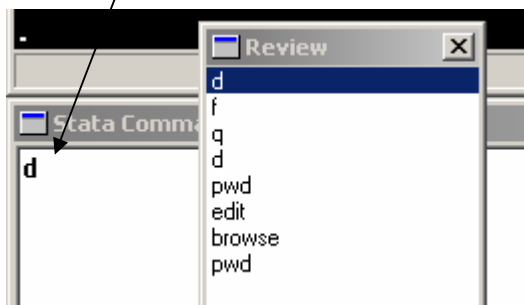 .
Review
d
f
q
d
pwd
edit
browse
pwd
Stata Comma
d